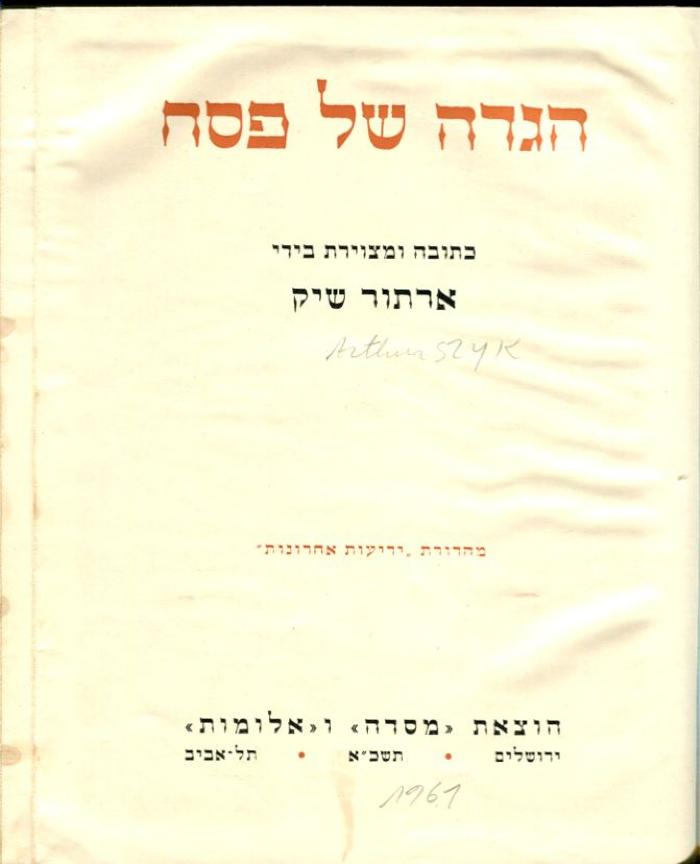 הגדה של פסח
כתובה ומצוירת בידי
ארתור שיק
Arthur SZYK
מהדורת „ידיעות אחרונות"
הוצאת «מסדה» ו«אלומות»
ירושלים • תשכ"א • תל-אביב
1961